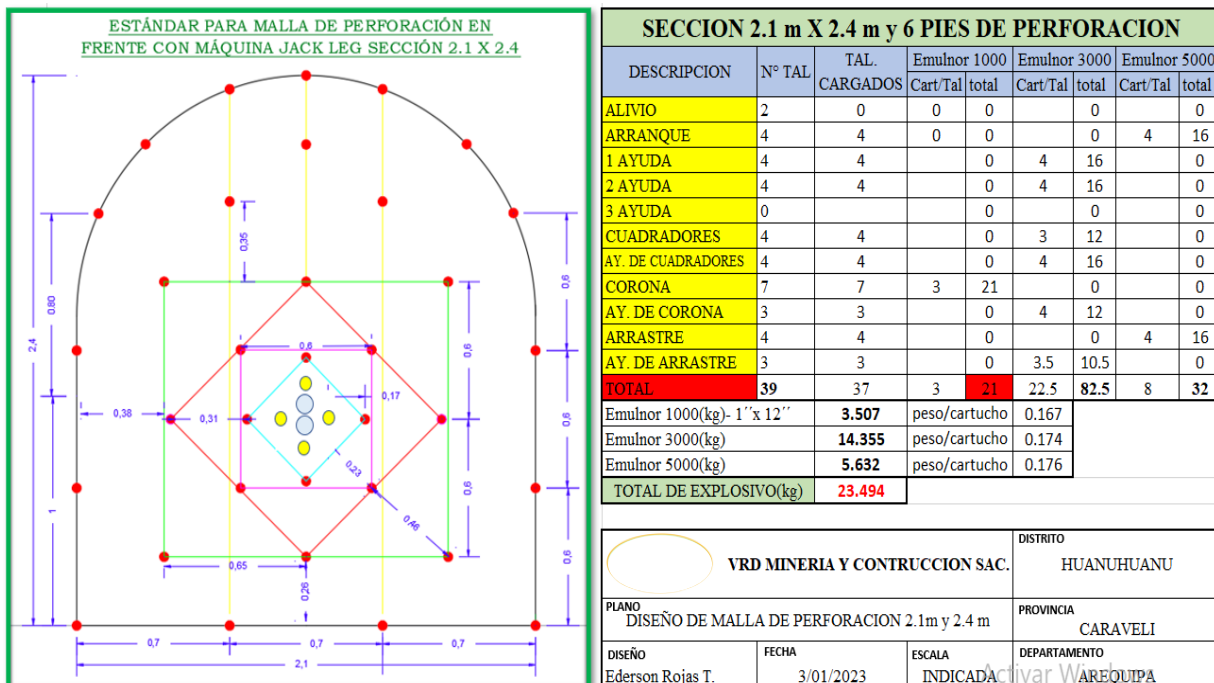 ESTÁNDAR PARA MALLA DE PERFORACIÓN EN
FRENTE CON MÁQUINA JACK LEG SECCIÓN 2.1 X 2.4
2,4
0,80
1
0,38
0,31
0,35
0,6
0,17
0,23
0,46
0,65
0,26
0,6
0,6
0,6
0,6
0,6
0,7
0,7
0,7
2,1
SECCION 2.1 m X 2.4 m y 6 PIES DE PERFORACION
DESCRIPCION N° TAL TAL. CARGADOS Emulnor 1000 Emulnor 3000 Emulnor 5000
Cart/Tal total Cart/Tal total Cart/Tal total
ALIVIO 2 0 0 0 0 0
ARRANQUE 4 4 0 0 0 4 16
1 AYUDA 4 4 0 4 16 0
2 AYUDA 4 4 0 4 16 0
3 AYUDA 0 0 0 0
CUADRADORES 4 4 0 3 12 0
AY. DE CUADRADORES 4 4 0 4 16 0
CORONA 7 7 3 21 0 0
AY. DE CORONA 3 3 0 4 12 0
ARRASTRE 4 4 0 0 4 16
AY. DE ARRASTRE 3 3 0 3.5 10.5 0
TOTAL 39 37 3 21 22.5 82.5 8 32
Emulnor 1000(kg)- 1´´x 12´´ 3.507 peso/cartucho 0.167
Emulnor 3000(kg) 14.355 peso/cartucho 0.174
Emulnor 5000(kg) 5.632 peso/cartucho 0.176
TOTAL DE EXPLOSIVO(kg) 23.494
VRD MINERIA Y CONTRUCCION SAC.
DISTRITO
HUANUHUANU
PLANO
DISEÑO DE MALLA DE PERFORACION 2.1m y 2.4 m
PROVINCIA
CARAVELI
DISEÑO
Ederson Rojas T.
FECHA
3/01/2023
ESCALA
INDICADA
DEPARTAMENTO
AREQUIPA
Activar Windows